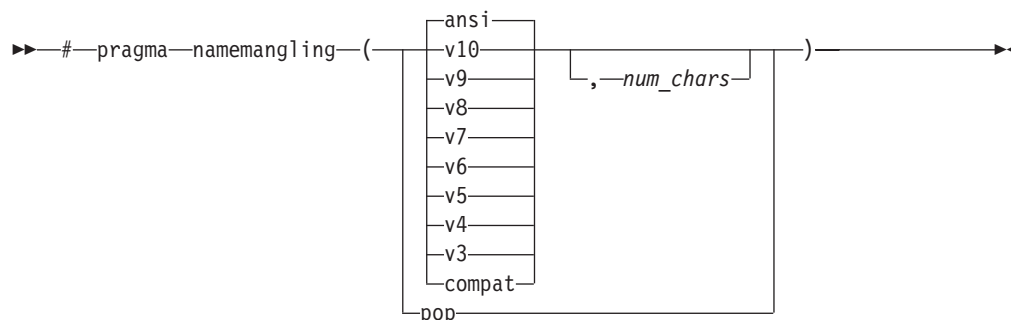 ansi
# pragma namemangling ( v10 )
, num_chars
v9
v8
v7
v6
v5
v4
v3
compat
pop